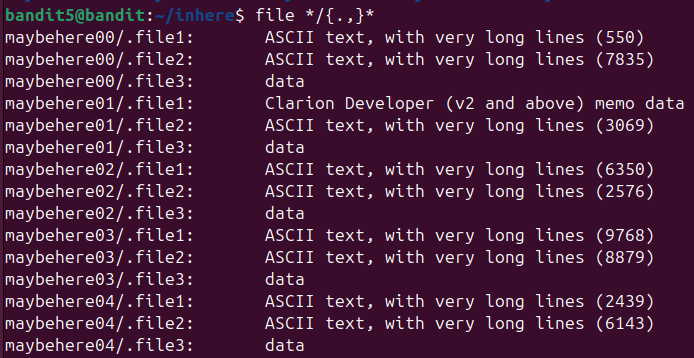 bandit5@bandit:~/inhere$ file */{.,}*
maybehere00/.file1: ASCII text, with very long lines (550)
maybehere00/.file2: ASCII text, with very long lines (7835)
maybehere00/.file3: data
maybehere01/.file1: Clarion Developer (v2 and above) memo data
maybehere01/.file2: ASCII text, with very long lines (3069)
maybehere01/.file3: data
maybehere02/.file1: ASCII text, with very long lines (6350)
maybehere02/.file2: ASCII text, with very long lines (2576)
maybehere02/.file3: data
maybehere03/.file1: ASCII text, with very long lines (9768)
maybehere03/.file2: ASCII text, with very long lines (8879)
maybehere03/.file3: data
maybehere04/.file1: ASCII text, with very long lines (2439)
maybehere04/.file2: ASCII text, with very long lines (6143)
maybehere04/.file3: data